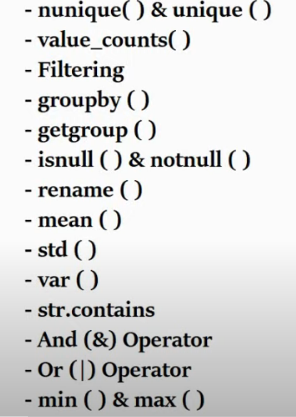 - nunique( ) & unique ( )
- value_counts( )
- Filtering
- groupby ( )
- getgroup ( )
- isnull ( ) & notnull ( )
- rename ( )
- mean ( )
- std ( )
- var ( )
- str.contains
- And (&) Operator
- Or (|) Operator
- min ( ) & max ( )